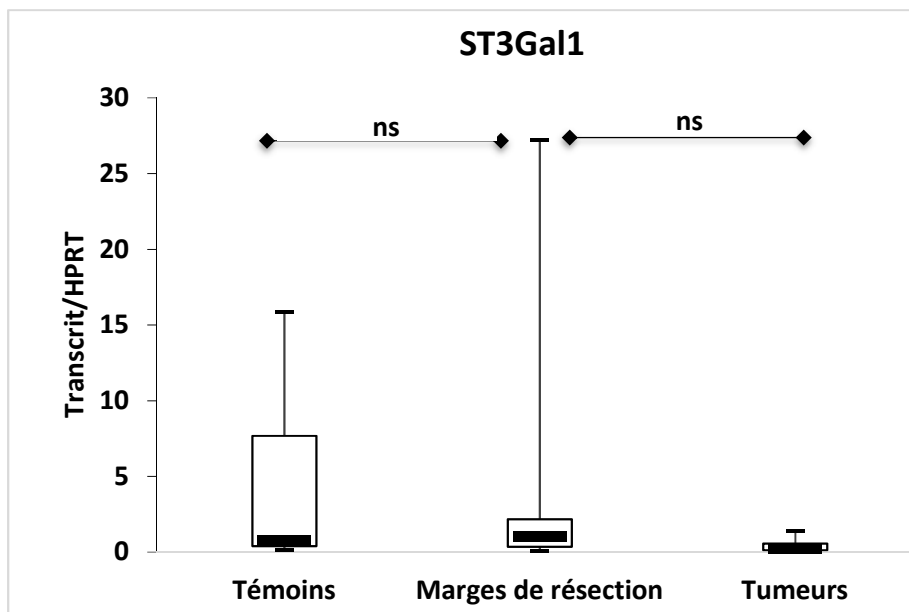 ST3Gal1
ns
ns
30
25
20
15
10
5
0
Transcrit/HPRT
Témoins
Marges de résection
Tumeurs